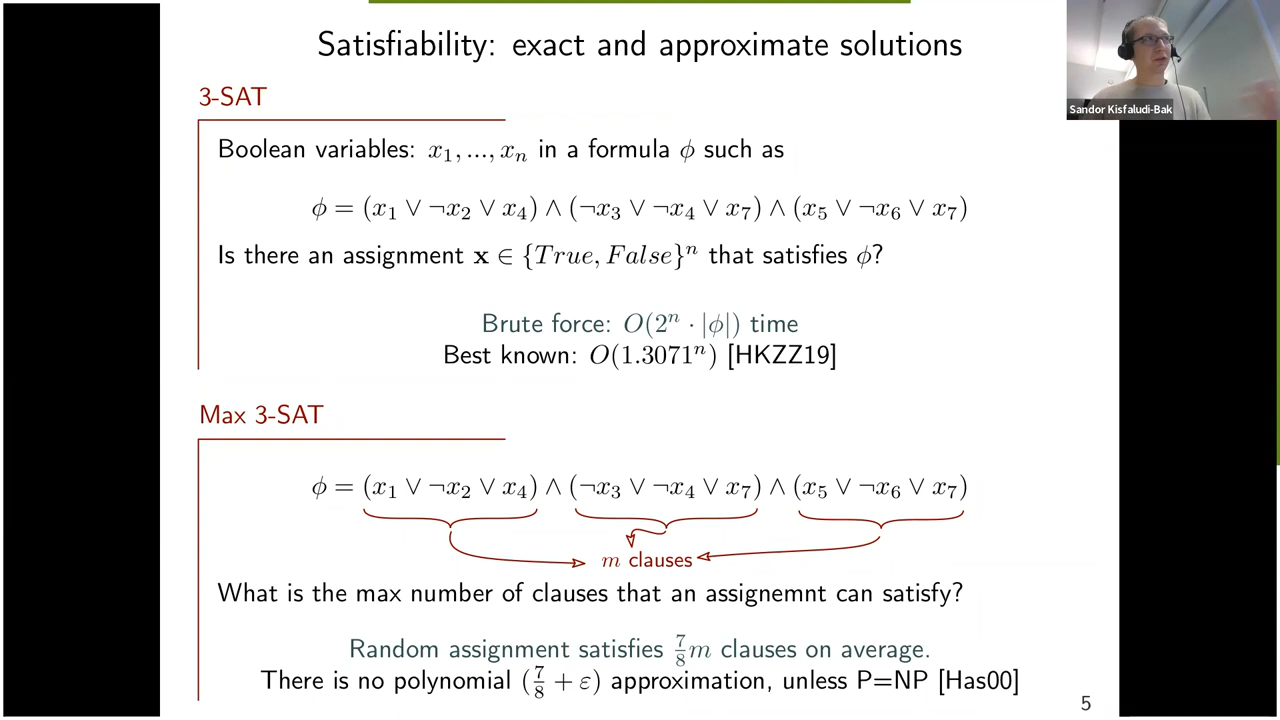 Satisfiability: exact and approximate solutions
Sandor Kisfaludi-Bak
3-SAT
Boolean variables: x₁, ..., xₙ in a formula ϕ such as
ϕ = (x₁ ∨ ¬x₂ ∨ x₄) ∧ (¬x₃ ∨ ¬x₄ ∨ x₇) ∧ (x₅ ∨ ¬x₆ ∨ x₇)
Is there an assignment x ∈ {True, False}ⁿ that satisfies ϕ?
Brute force: O(2ⁿ · |ϕ|) time
Best known: O(1.3071ⁿ) [HKZZ19]
Max 3-SAT
ϕ = (x₁ ∨ ¬x₂ ∨ x₄) ∧ (¬x₃ ∨ ¬x₄ ∨ x₇) ∧ (x₅ ∨ ¬x₆ ∨ x₇)
m clauses
What is the max number of clauses that an assignemnt can satisfy?
Random assignment satisfies 7/8 m clauses on average.
There is no polynomial (7/8 + ε) approximation, unless P=NP [Has00]
5